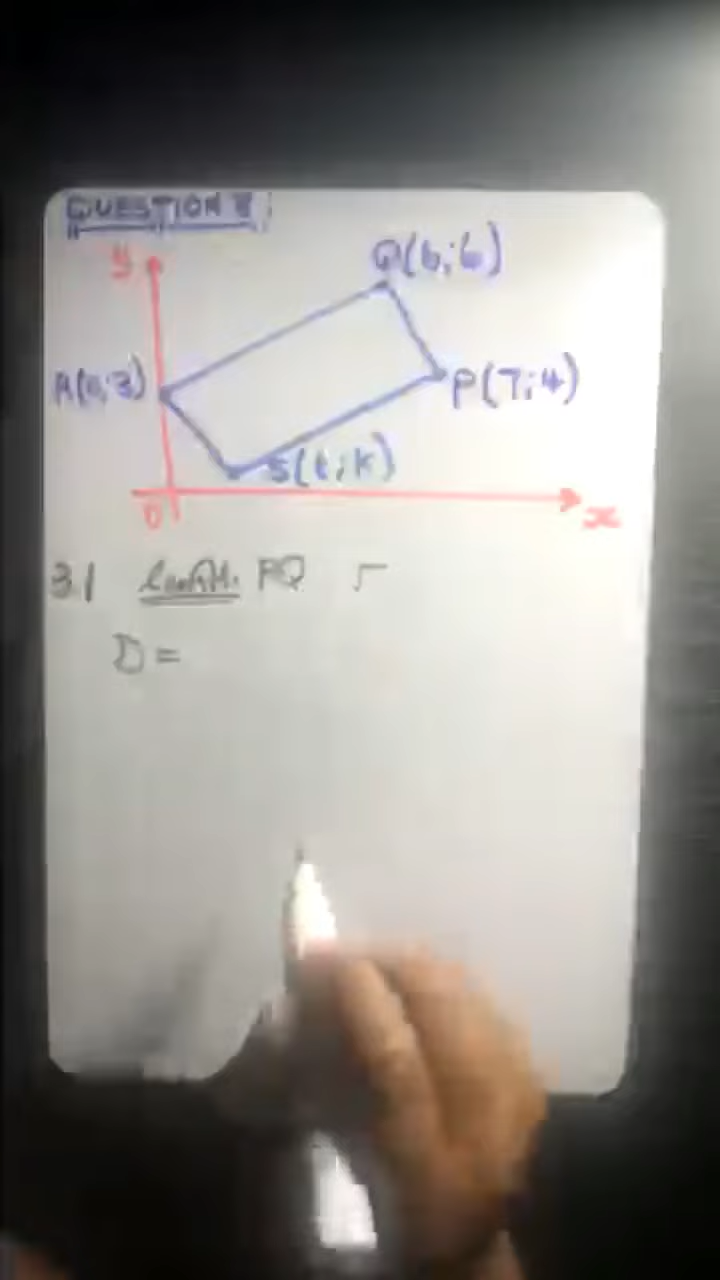 QUESTION 3:
y
Q(6;6)
A(0;3)
P(7;4)
S(t;k)
0
x
3.1 Length PQ
D =